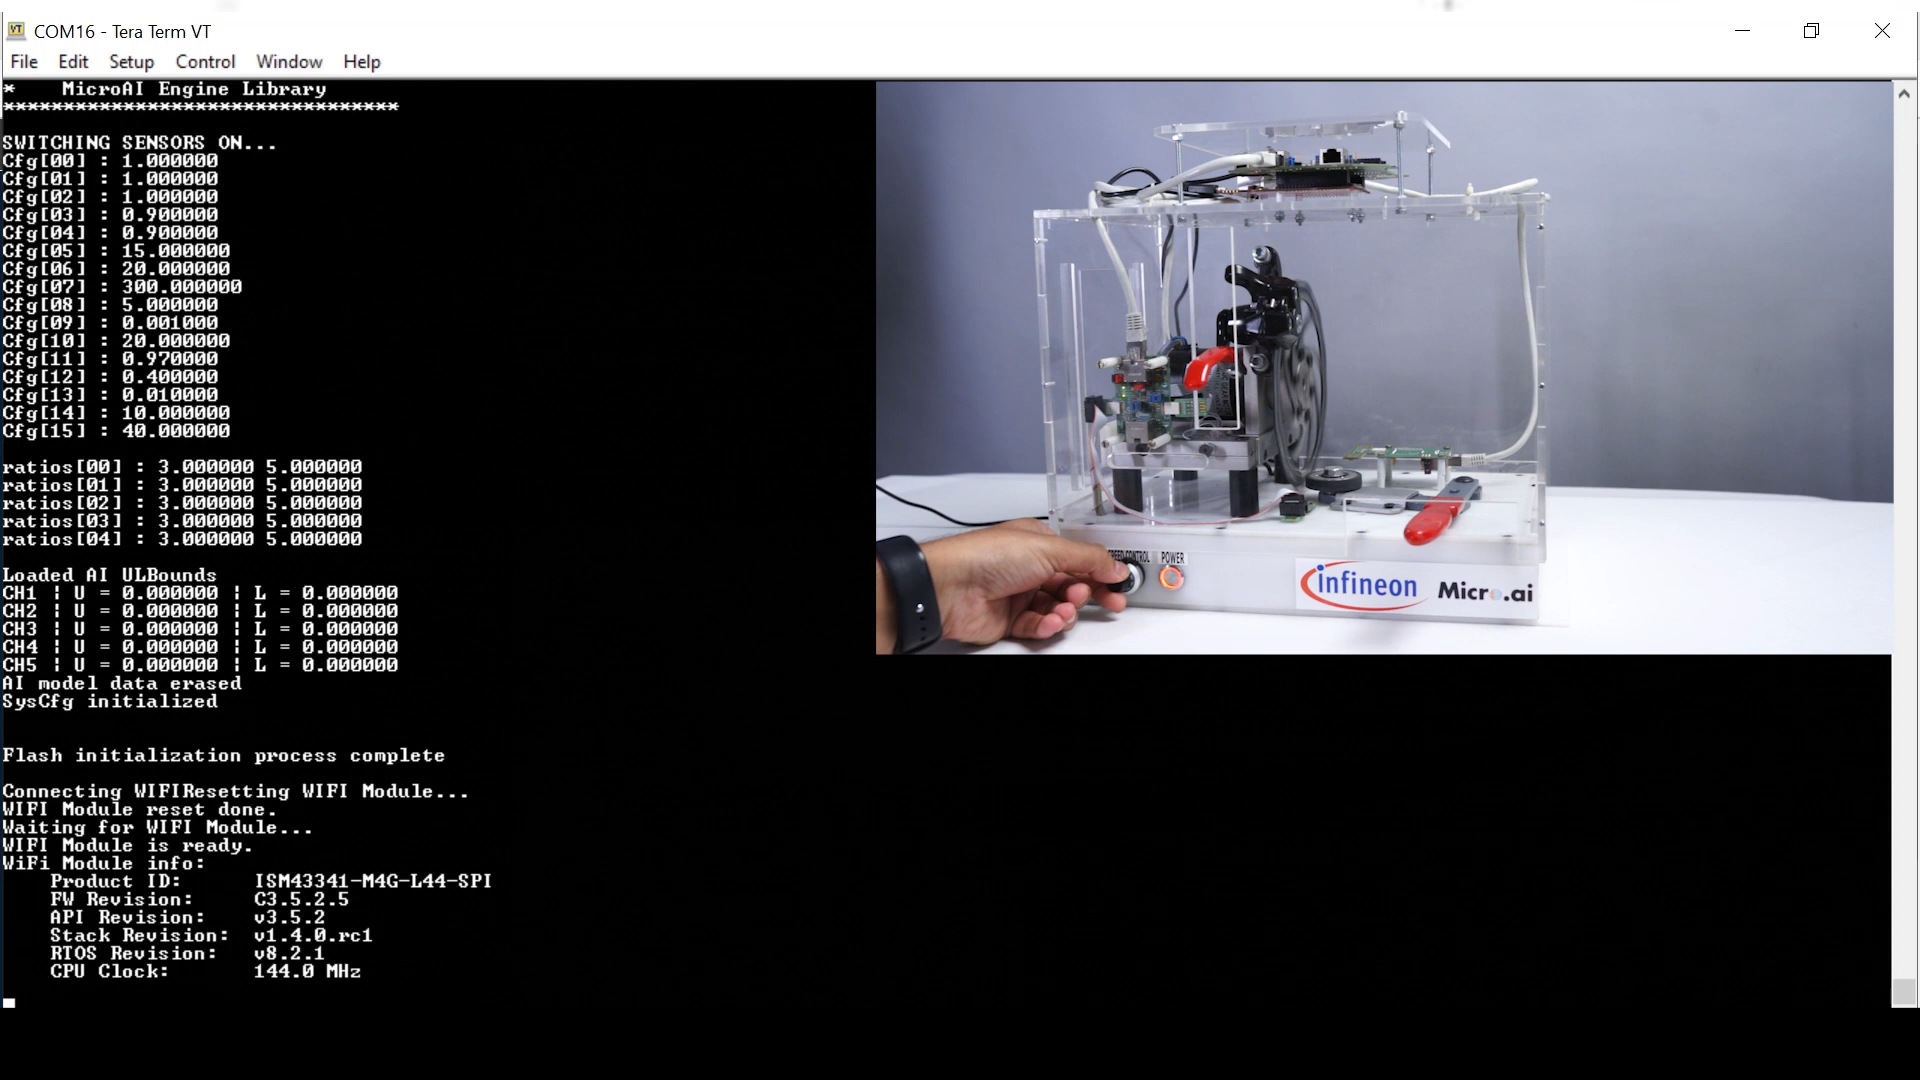 COM16 - Tera Term VT
File Edit Setup Control Window Help
* MicroAI Engine Library
*********************************
SWITCHING SENSORS ON...
Cfg[00] : 1.000000
Cfg[01] : 1.000000
Cfg[02] : 1.000000
Cfg[03] : 0.900000
Cfg[04] : 0.900000
Cfg[05] : 15.000000
Cfg[06] : 20.000000
Cfg[07] : 300.000000
Cfg[08] : 5.000000
Cfg[09] : 0.001000
Cfg[10] : 20.000000
Cfg[11] : 0.970000
Cfg[12] : 0.400000
Cfg[13] : 0.010000
Cfg[14] : 10.000000
Cfg[15] : 40.000000
ratios[00] : 3.000000 5.000000
ratios[01] : 3.000000 5.000000
ratios[02] : 3.000000 5.000000
ratios[03] : 3.000000 5.000000
ratios[04] : 3.000000 5.000000
Loaded AI ULBounds
CH1 ¦ U = 0.000000 ¦ L = 0.000000
CH2 ¦ U = 0.000000 ¦ L = 0.000000
CH3 ¦ U = 0.000000 ¦ L = 0.000000
CH4 ¦ U = 0.000000 ¦ L = 0.000000
CH5 ¦ U = 0.000000 ¦ L = 0.000000
AI model data erased
SysCfg initialized
Flash initialization process complete
Connecting WIFIResetting WIFI Module...
WIFI Module reset done.
Waiting for WIFI Module...
WIFI Module is ready.
WiFi Module info:
Product ID: ISM43341-M4G-L44-SPI
FW Revision: C3.5.2.5
API Revision: v3.5.2
Stack Revision: v1.4.0.rc1
RTOS Revision: v8.2.1
CPU Clock: 144.0 MHz
SPEED CONTROL POWER
infineon Micro.ai